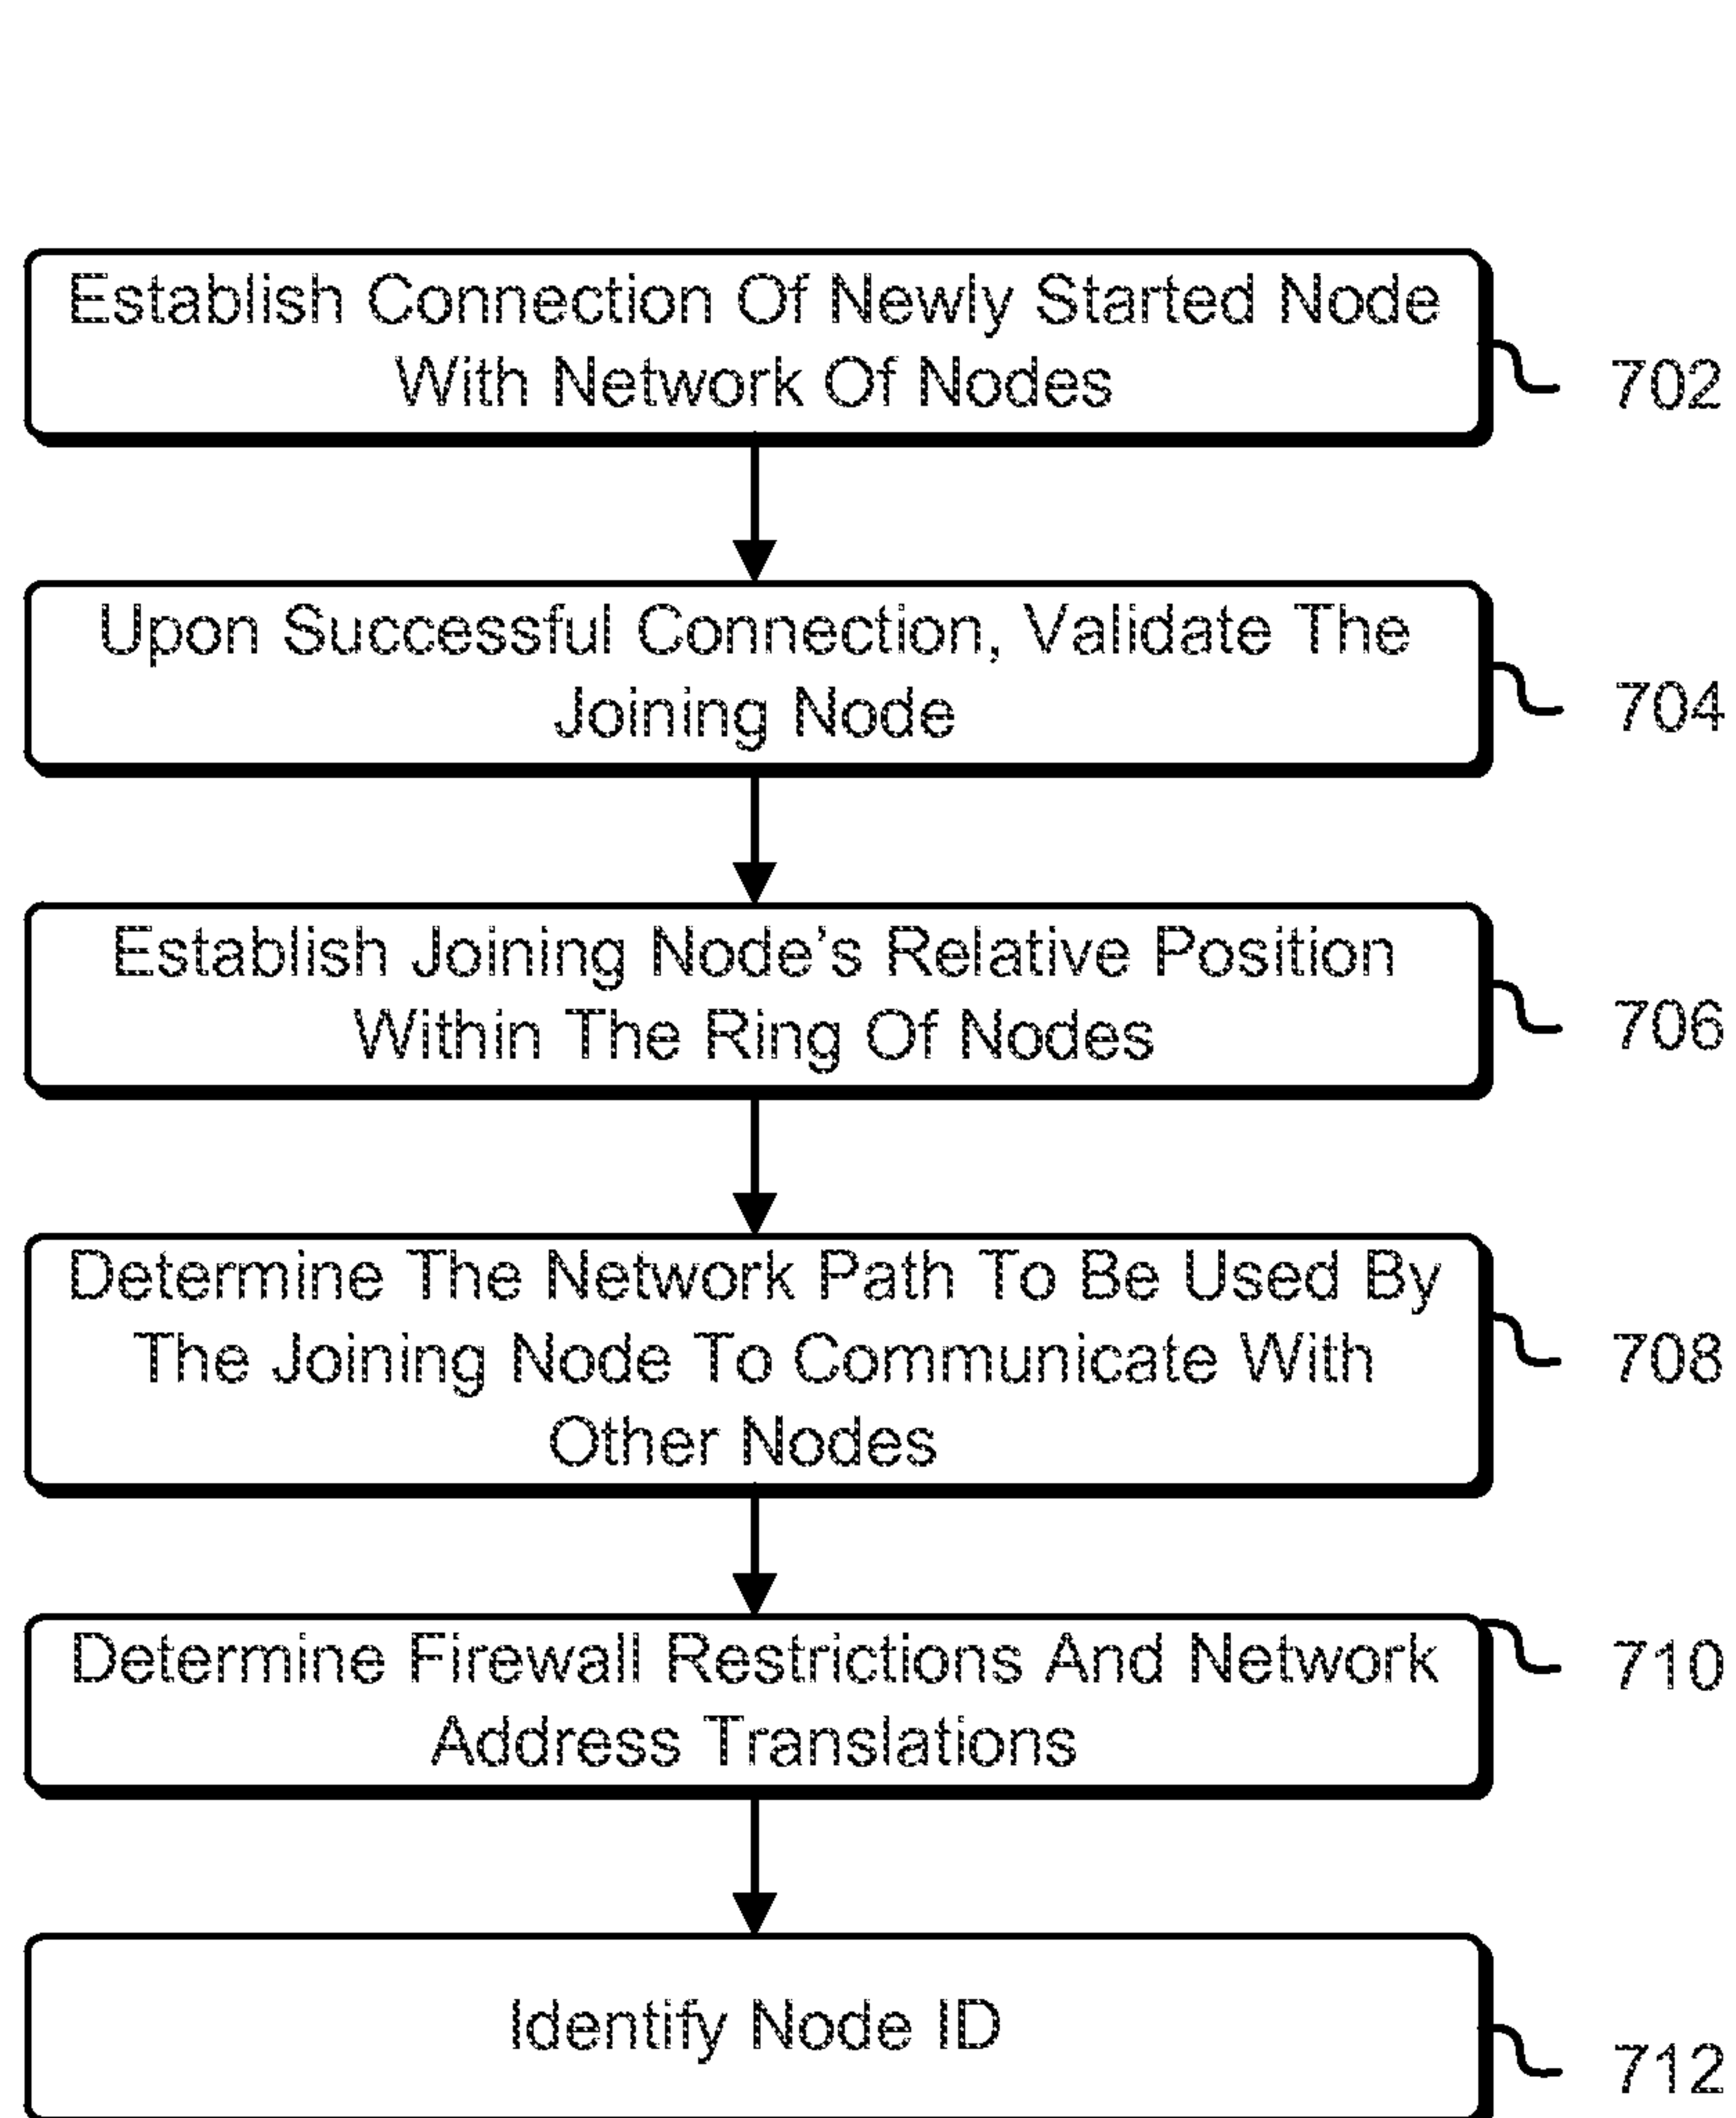 Establish Connection Of Newly Started Node
With Network Of Nodes
702
Upon Successful Connection, Validate The
Joining Node
704
Establish Joining Node's Relative Position
Within The Ring Of Nodes
706
Determine The Network Path To Be Used By
The Joining Node To Communicate With
Other Nodes
708
Determine Firewall Restrictions And Network
Address Translations
710
Identify Node ID
712